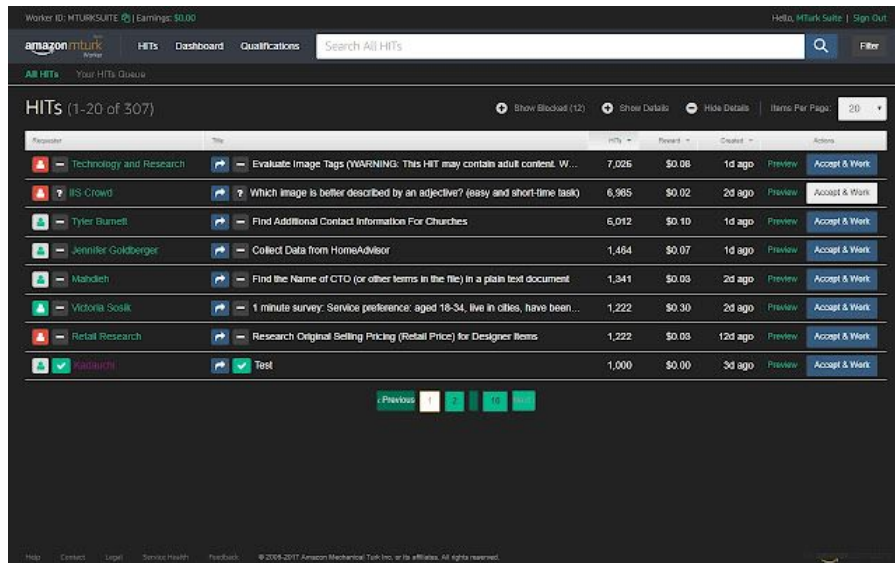 Worker ID: MTURKSUITE | Earnings: $0.00 Hello, MTurk Suite | Sign Out
amazon mturk Worker HITs Dashboard Qualifications Search All HITs Filter
All HITs Your HITs Queue
HITs (1-20 of 307) Show Blocked (12) Show Details Hide Details Items Per Page: 20
Requester Title HITs Reward Created Actions
Technology and Research Evaluate Image Tags (WARNING: This HIT may contain adult content. W... 7,026 $0.06 1d ago Preview Accept & Work
IIS Crowd Which image is better described by an adjective? (easy and short-time task) 6,985 $0.02 2d ago Preview Accept & Work
Tyler Burnett Find Additional Contact Information For Churches 6,012 $0.10 1d ago Preview Accept & Work
Jennifer Goldberger Collect Data from HomeAdvisor 1,464 $0.07 1d ago Preview Accept & Work
Mahdieh Find the Name of CTO (or other terms in the file) in a plain text document 1,341 $0.03 2d ago Preview Accept & Work
Victoria Sosik 1 minute survey: Service preference: aged 18-34, live in cities, have been... 1,222 $0.30 2d ago Preview Accept & Work
Retail Research Research Original Selling Pricing (Retail Price) for Designer Items 1,222 $0.03 12d ago Preview Accept & Work
Kadauchi Test 1,000 $0.00 3d ago Preview Accept & Work
‹ Previous 1 2 16 Next
Help Contact Legal Service Health Feedback © 2005-2017 Amazon Mechanical Turk Inc. or its affiliates. All rights reserved.